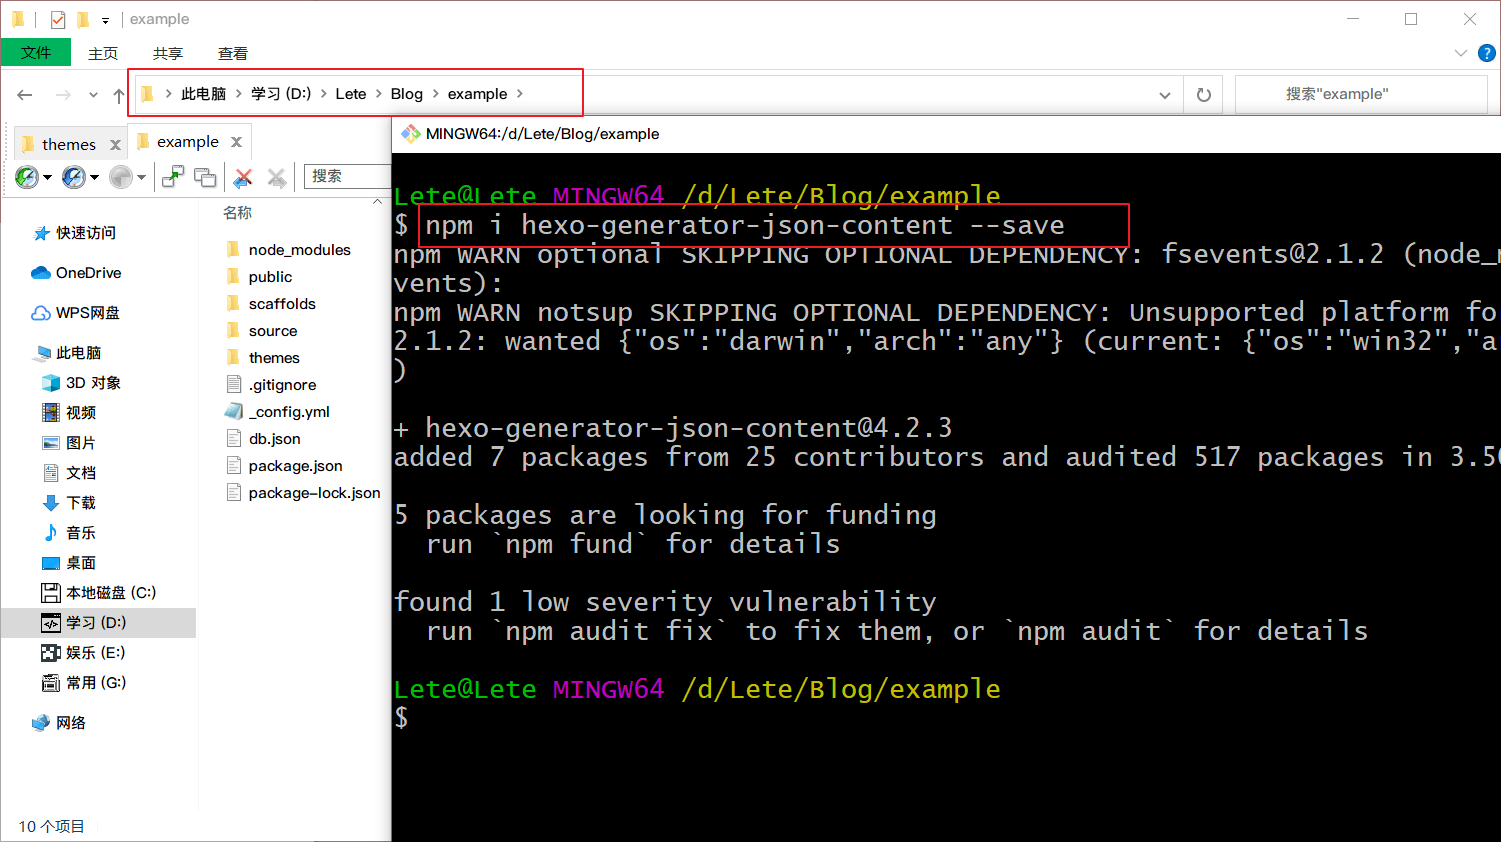 example
文件 主页 共享 查看
此电脑 学习 (D:) Lete Blog example
搜索"example"
themes example
搜索
快速访问
OneDrive
WPS网盘
此电脑
3D 对象
视频
图片
文档
下载
音乐
桌面
本地磁盘 (C:)
学习 (D:)
娱乐 (E:)
常用 (G:)
网络
10 个项目
名称
node_modules
public
scaffolds
source
themes
.gitignore
_config.yml
db.json
package.json
package-lock.json
MINGW64:/d/Lete/Blog/example
Lete@Lete MINGW64 /d/Lete/Blog/example
$ npm i hexo-generator-json-content --save
npm WARN optional SKIPPING OPTIONAL DEPENDENCY: fsevents@2.1.2 (node_
vents):
npm WARN notsup SKIPPING OPTIONAL DEPENDENCY: Unsupported platform fo
2.1.2: wanted {"os":"darwin","arch":"any"} (current: {"os":"win32","a
)
+ hexo-generator-json-content@4.2.3
added 7 packages from 25 contributors and audited 517 packages in 3.5
5 packages are looking for funding
run `npm fund` for details
found 1 low severity vulnerability
run `npm audit fix` to fix them, or `npm audit` for details
Lete@Lete MINGW64 /d/Lete/Blog/example
$